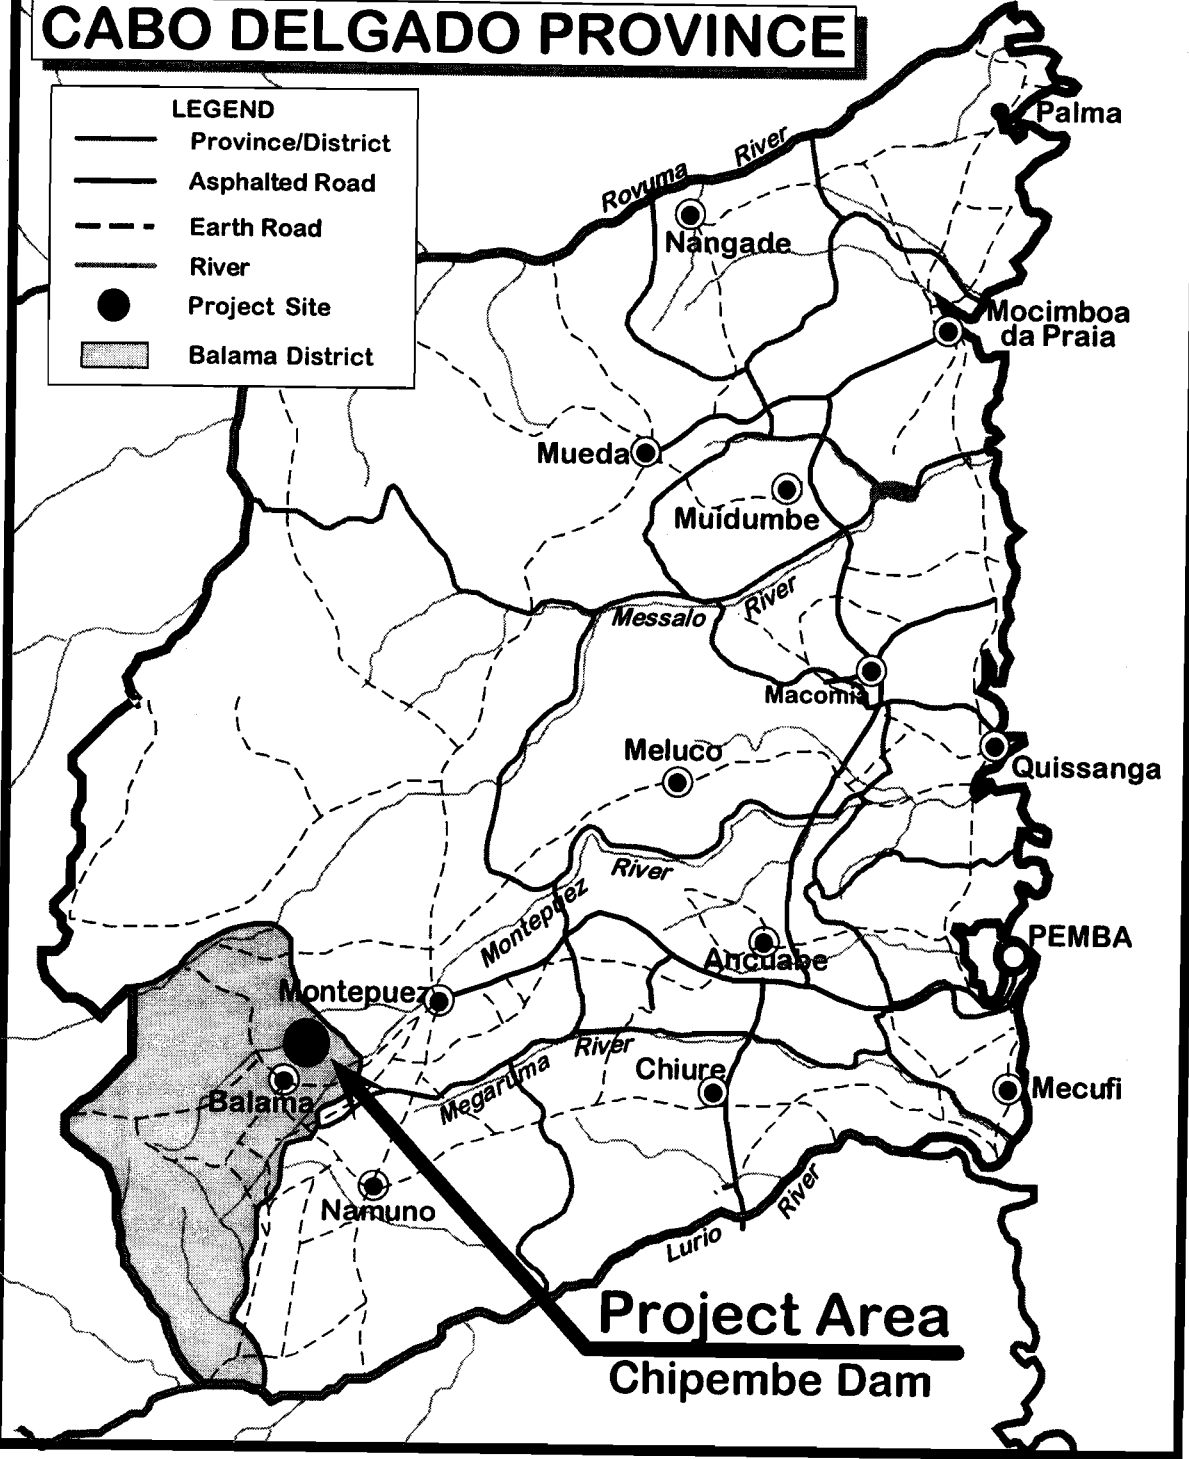 CABO DELGADO PROVINCE
LEGEND
Province/District
Asphalted Road
Earth Road
River
Project Site
Balama District
Palma
Rovuma River
Nangade
Mocimboa
da Praia
Mueda
Muidumbe
Messalo River
Macomia
Meluco
Quissanga
Montepuez River
PEMBA
Ancuabe
Montepuez
Megaruma River
Chiure
Mecufi
Balama
Namuno
Lurio River
Project Area
Chipembe Dam